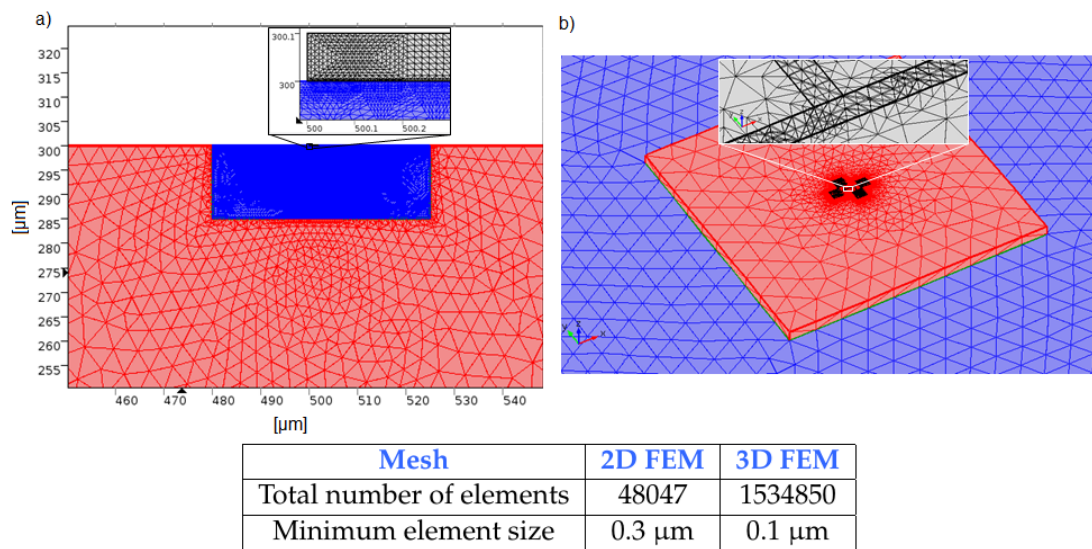 a)
300.1
300
500
500.1
500.2
320
315
310
305
300
295
290
285
280
275
270
265
260
255
[µm]
460
470
480
490
500
510
520
530
540
[µm]
b)
z
y
x
Mesh 2D FEM 3D FEM
Total number of elements 48047 1534850
Minimum element size 0.3 µm 0.1 µm